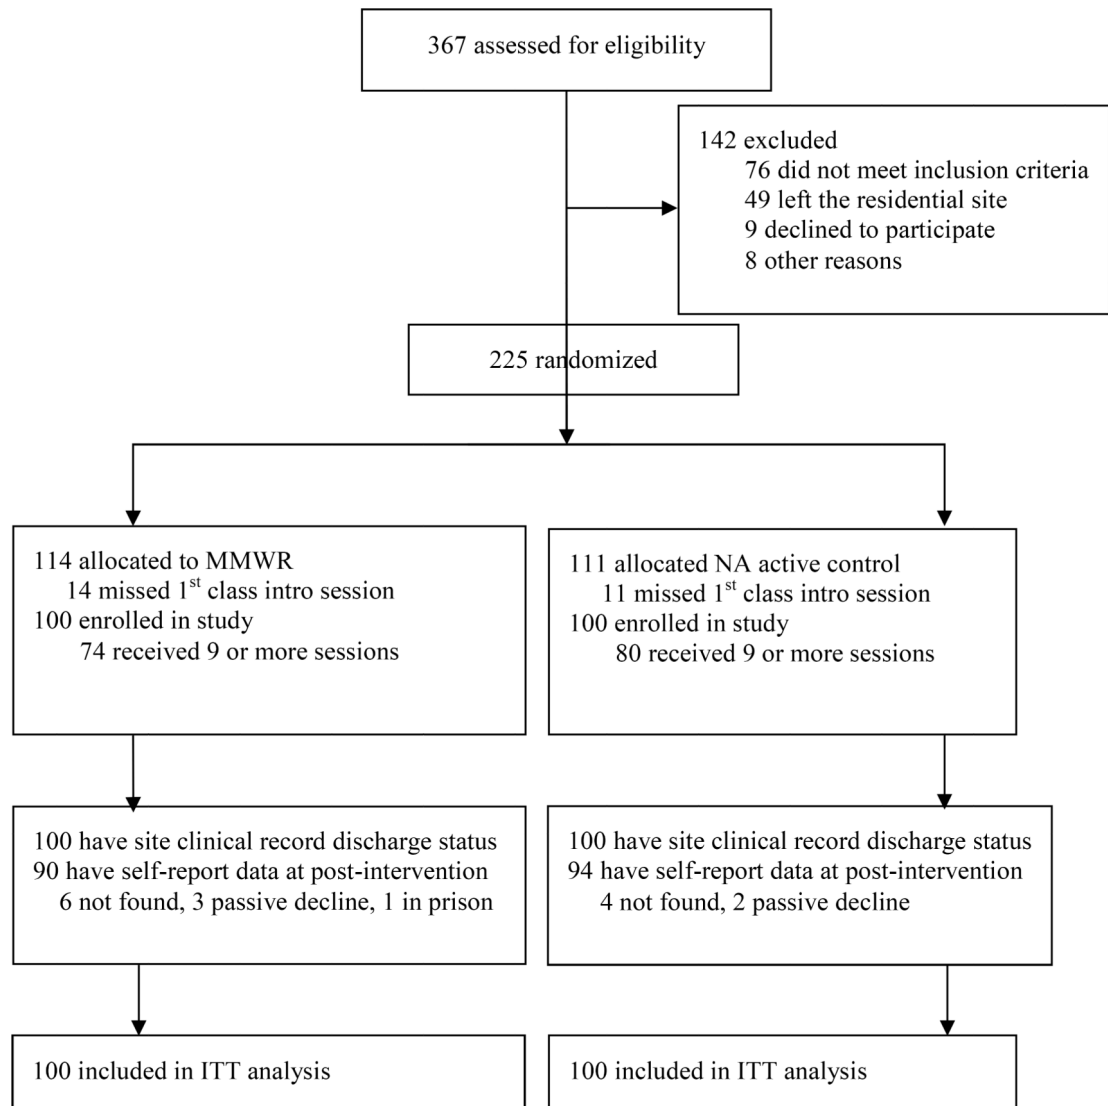 367 assessed for eligibility
142 excluded
76 did not meet inclusion criteria
49 left the residential site
9 declined to participate
8 other reasons
225 randomized
114 allocated to MMWR
14 missed 1st class intro session
100 enrolled in study
74 received 9 or more sessions
111 allocated NA active control
11 missed 1st class intro session
100 enrolled in study
80 received 9 or more sessions
100 have site clinical record discharge status
90 have self-report data at post-intervention
6 not found, 3 passive decline, 1 in prison
100 have site clinical record discharge status
94 have self-report data at post-intervention
4 not found, 2 passive decline
100 included in ITT analysis
100 included in ITT analysis